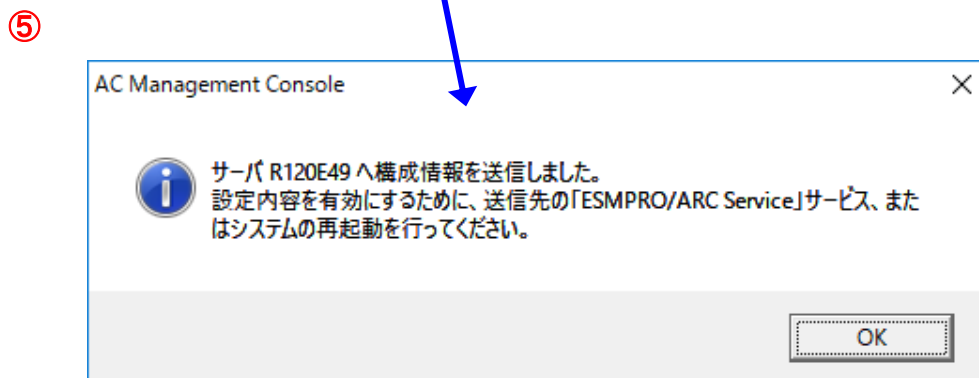 ⑤
AC Management Console
サーバ R120E49 へ構成情報を送信しました。
設定内容を有効にするために、送信先の「ESMPRO/ARC Service」サービス、また
はシステムの再起動を行ってください。
OK